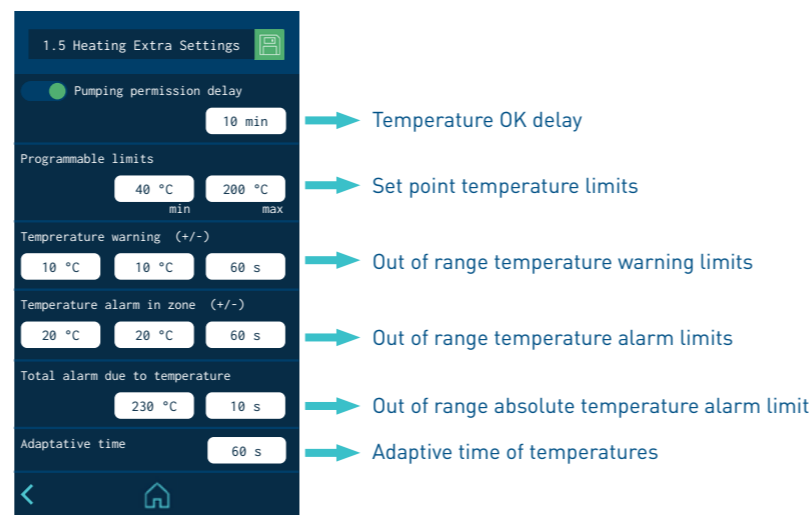 1.5 Heating Extra Settings
Pumping permission delay
10 min
Temperature OK delay
Programmable limits
40 °C 200 °C
min max
Set point temperature limits
Temprerature warning (+/-)
10 °C 10 °C 60 s
Out of range temperature warning limits
Temperature alarm in zone (+/-)
20 °C 20 °C 60 s
Out of range temperature alarm limits
Total alarm due to temperature
230 °C 10 s
Out of range absolute temperature alarm limit
Adaptative time
60 s
Adaptive time of temperatures